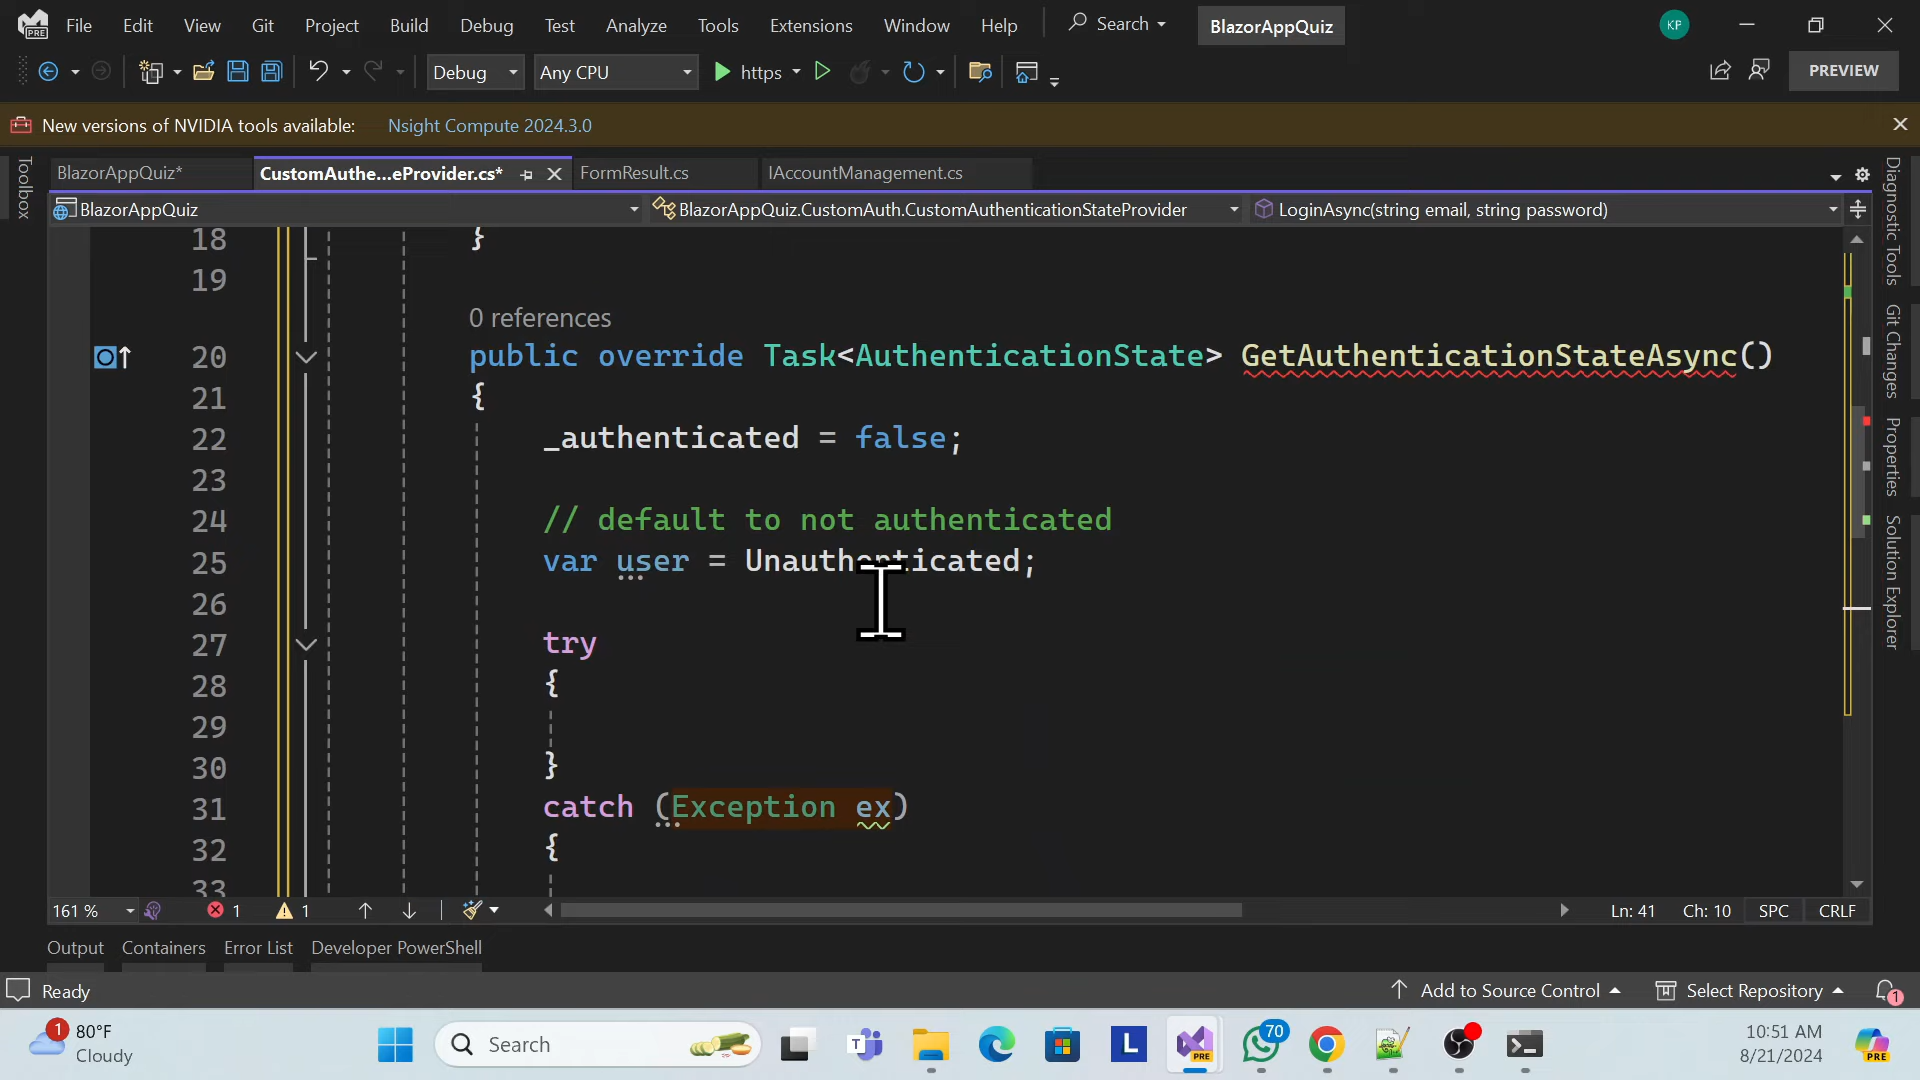 File Edit View Git Project Build Debug Test Analyze Tools Extensions Window Help Search BlazorAppQuiz KP
PRE
Debug Any CPU https PREVIEW
New versions of NVIDIA tools available: Nsight Compute 2024.3.0
BlazorAppQuiz* CustomAuthe...eProvider.cs* FormResult.cs IAccountManagement.cs
BlazorAppQuiz BlazorAppQuiz.CustomAuth.CustomAuthenticationStateProvider LoginAsync(string email, string password)
Toolbox
Diagnostic Tools
Git Changes
Properties
Solution Explorer
18 }
19
0 references
20 public override Task<AuthenticationState> GetAuthenticationStateAsync()
21 {
22 _authenticated = false;
23
24 // default to not authenticated
25 var user = Unauthenticated;
26
27 try
28 {
29
30 }
31 catch (Exception ex)
32 {
33
161 % 1 1 Ln: 41 Ch: 10 SPC CRLF
Output Containers Error List Developer PowerShell
Ready Add to Source Control Select Repository 1
1 80°F
Cloudy
Search
T
L
PRE
70
10:51 AM
8/21/2024
PRE